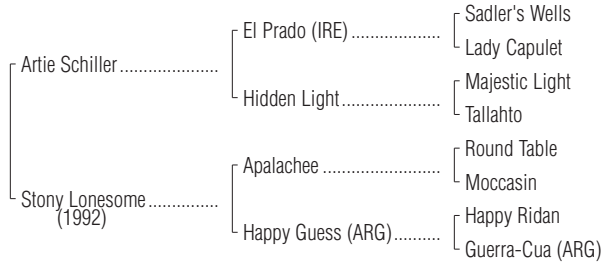 Sadler's Wells
El Prado (IRE) ...................
Lady Capulet
Artie Schiller .....................
Majestic Light
Hidden Light .....................
Tallahto
Round Table
Apalachee .........................
Moccasin
Stony Lonesome ...............
(1992)
Happy Ridan
Happy Guess (ARG) ..........
Guerra-Cua (ARG)